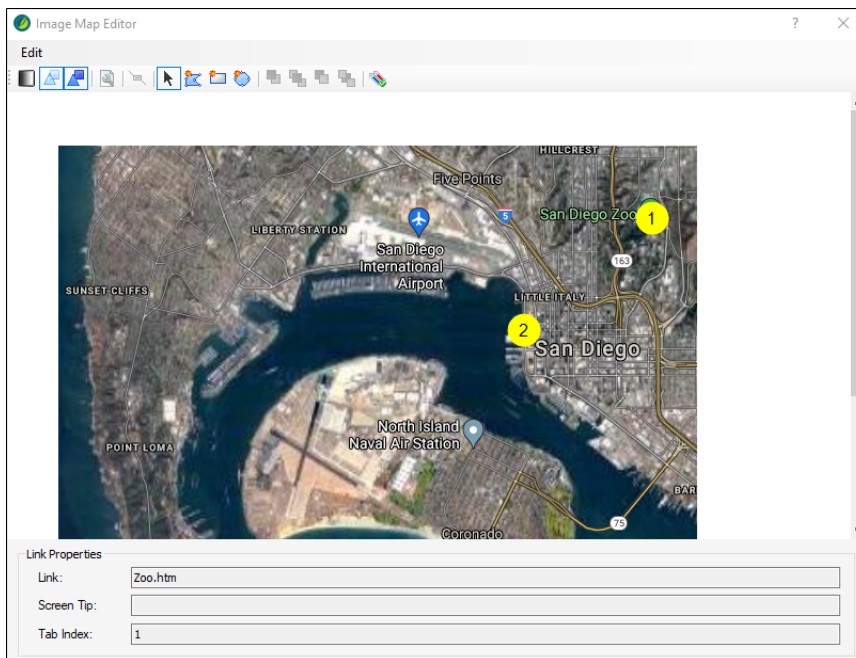 Image Map Editor
?
Edit
HILLCREST
Five Points
5
San Diego Zoo
1
LIBERTY STATION
San Diego
International
Airport
163
SUNSET CLIFFS
LITTLE ITALY
2
San Diego
North Island
Naval Air Station
POINT LOMA
BAR
75
Coronado
Link Properties
Link:
Zoo.htm
Screen Tip:
Tab Index:
1